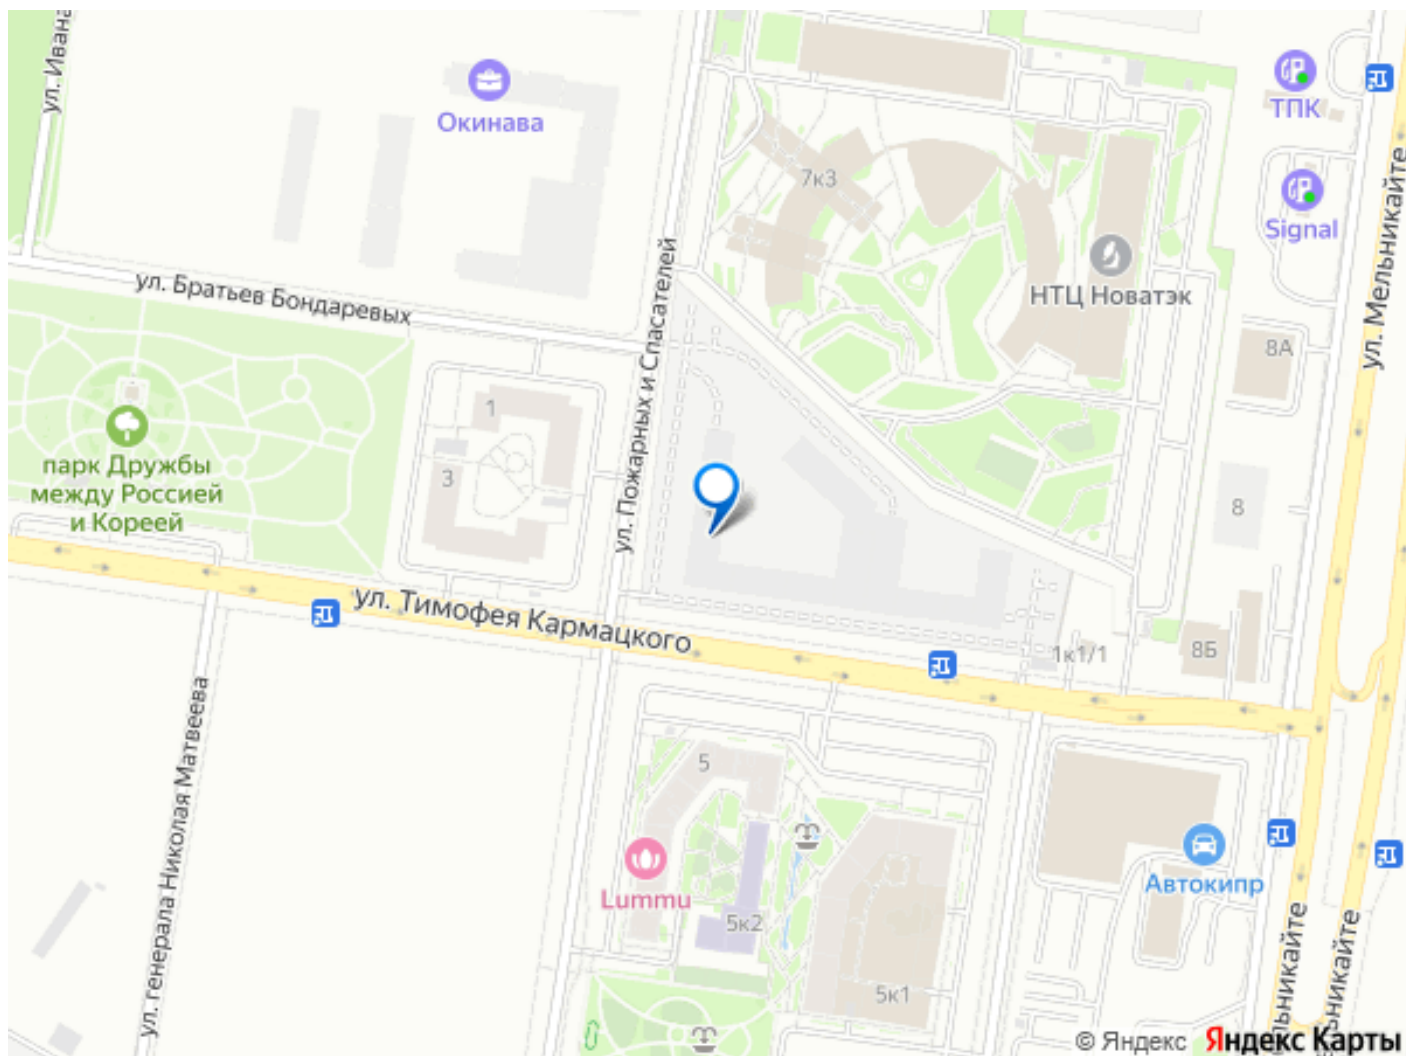 ул. Ивана
Окинава
ТПК
ул. Мельникайте
7к3
Signal
НТЦ Новатэк
ул. Братьев Бондаревых
ул. Пожарных и Спасателей
8А
1
парк Дружбы
между Россией
и Кореей
3
8
ул. Тимофея Кармацкого
1к1/1
8Б
ул. генерала Николая Матвеева
5
Lummu
Автокипр
5к2
5к1
льникайте
ьникайте
© Яндекс Яндекс Карты